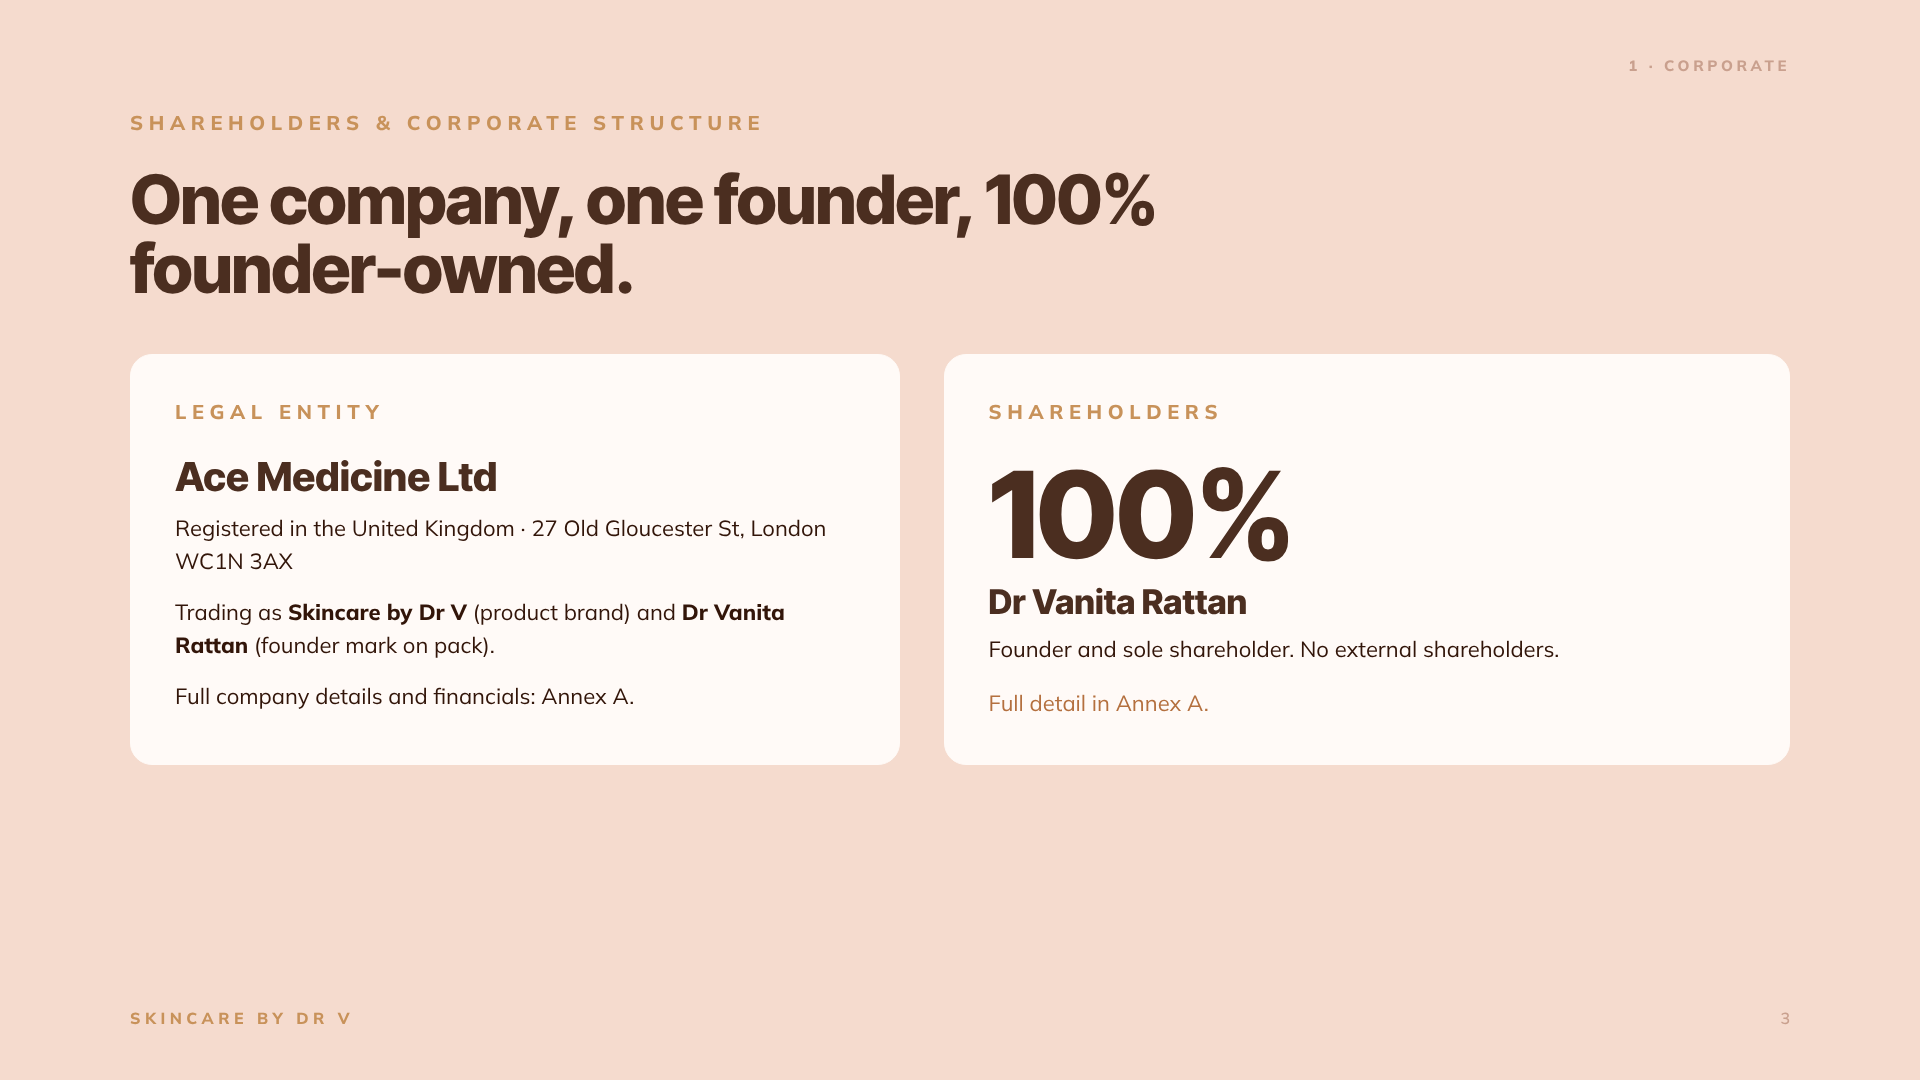 1 · CORPORATE
SHAREHOLDERS & CORPORATE STRUCTURE
One company, one founder, 100%
founder-owned.
LEGAL ENTITY
Ace Medicine Ltd
Registered in the United Kingdom · 27 Old Gloucester St, London
WC1N 3AX
Trading as Skincare by Dr V (product brand) and Dr Vanita
Rattan (founder mark on pack).
Full company details and financials: Annex A.
SHAREHOLDERS
100%
Dr Vanita Rattan
Founder and sole shareholder. No external shareholders.
Full detail in Annex A.
SKINCARE BY DR V
3